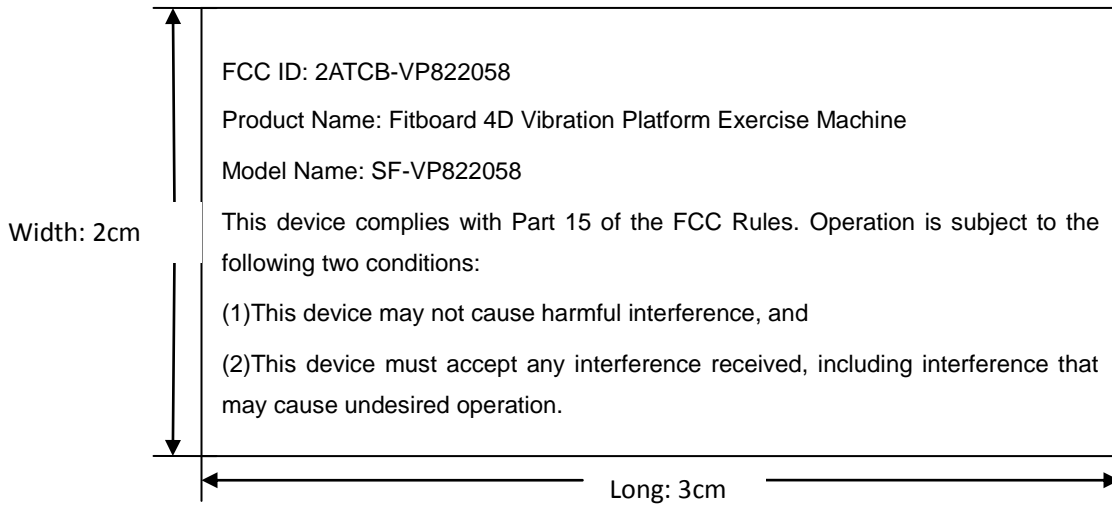 FCC ID: 2ATCB-VP822058
Product Name: Fitboard 4D Vibration Platform Exercise Machine
Model Name: SF-VP822058
Width: 2cm
This device complies with Part 15 of the FCC Rules. Operation is subject to the
following two conditions:
(1)This device may not cause harmful interference, and
(2)This device must accept any interference received, including interference that
may cause undesired operation.
Long: 3cm